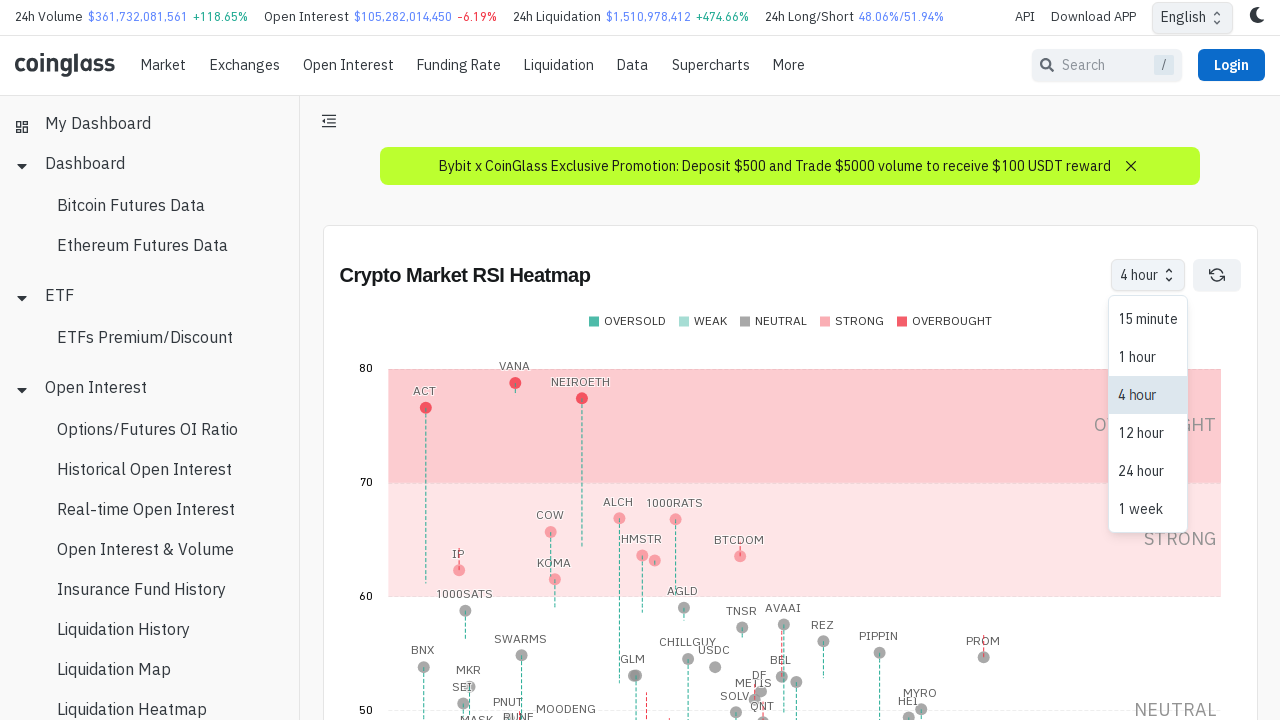 24h Volume $361,732,081,561 +118.65% Open Interest $105,282,014,450 -6.19% 24h Liquidation $1,510,978,412 +474.66% 24h Long/Short 48.06%/51.94% API Download APP English
coinglass Market Exchanges Open Interest Funding Rate Liquidation Data Supercharts More Search / Login
My Dashboard
Dashboard
Bitcoin Futures Data
Ethereum Futures Data
ETF
ETFs Premium/Discount
Open Interest
Options/Futures OI Ratio
Historical Open Interest
Real-time Open Interest
Open Interest & Volume
Insurance Fund History
Liquidation History
Liquidation Map
Liquidation Heatmap
Bybit x CoinGlass Exclusive Promotion: Deposit $500 and Trade $5000 volume to receive $100 USDT reward
Crypto Market RSI Heatmap
4 hour
15 minute
1 hour
4 hour
12 hour
24 hour
1 week
OVERSOLD WEAK NEUTRAL STRONG OVERBOUGHT
80
VANA
NEIROETH
ACT
70
ALCH 1000RATS
COW
HMSTR BTCDOM
IP
KOMA
STRONG
60
1000SATS AGLD
TNSR AVAAI
REZ
SWARMS CHILLGUY PIPPIN PROM
BNX USDC
GLM BEL
MKR
DF
SEI METIS
SOLV MYRO
PNUT HEI
MOODENG QNT
RUNE
MASK
50
NEUTRAL